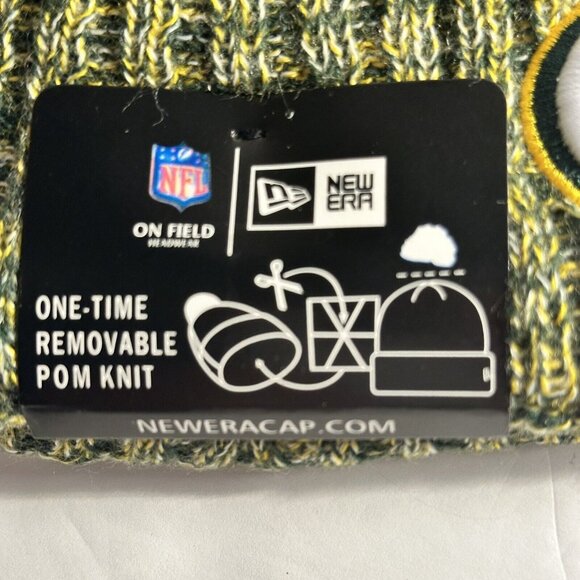 NFL
ON FIELD
HEADWEAR
NEW
ERA
ONE-TIME
REMOVABLE
POM KNIT
NEWERACAP.COM